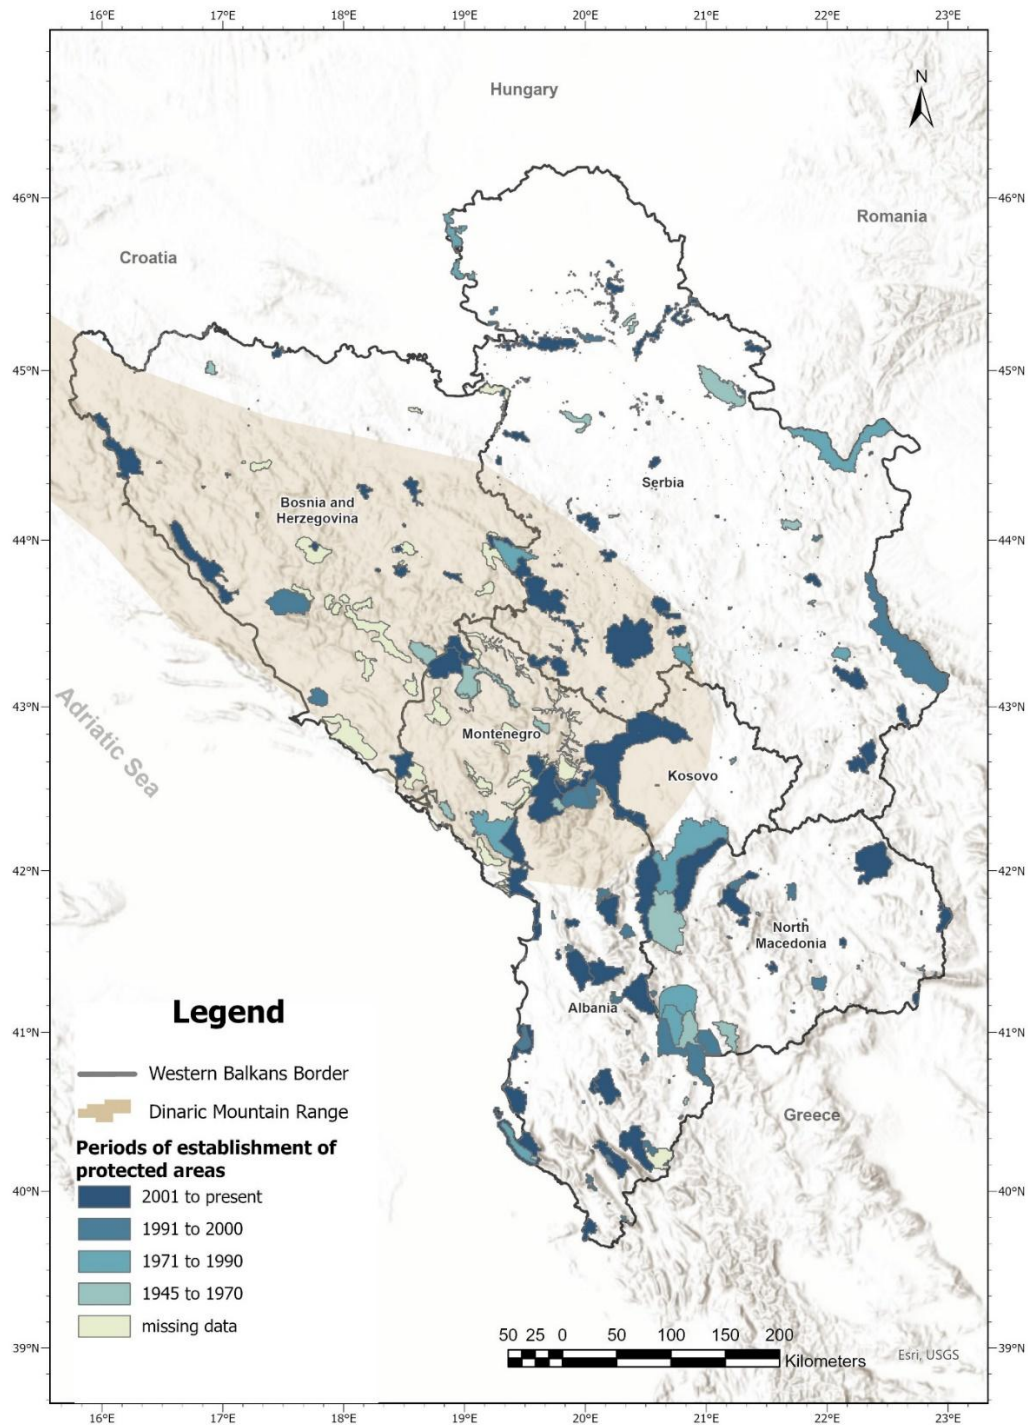 16°E 17°E 18°E 19°E 20°E 21°E 22°E 23°E
N
Hungary
46°N 46°N
Romania
Croatia
45°N 45°N
Serbia
Bosnia and
Herzegovina
44°N 44°N
43°N 43°N
Adriatic Sea
Montenegro
Kosovo
42°N 42°N
North
Macedonia
Albania
41°N 41°N
Greece
40°N 40°N
39°N 39°N
Legend
Western Balkans Border
Dinaric Mountain Range
Periods of establishment of
protected areas
2001 to present
1991 to 2000
1971 to 1990
1945 to 1970
missing data
50 25 0 50 100 150 200
Kilometers
Esri, USGS
16°E 17°E 18°E 19°E 20°E 21°E 22°E 23°E